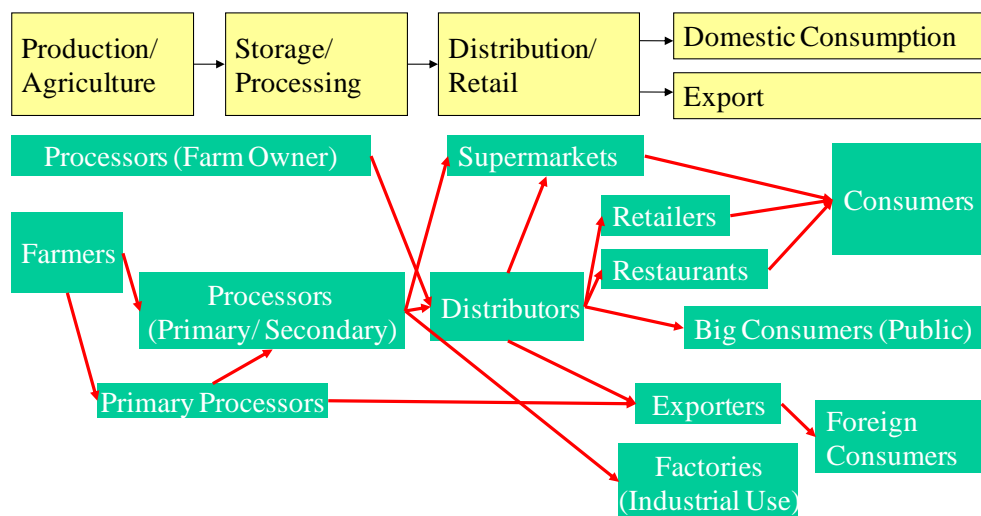 Production/
Agriculture
Storage/
Processing
Distribution/
Retail
Domestic Consumption
Export
Processors (Farm Owner)
Supermarkets
Consumers
Retailers
Farmers
Restaurants
Processors
(Primary/ Secondary)
Distributors
Big Consumers (Public)
Primary Processors
Exporters
Foreign
Consumers
Factories
(Industrial Use)